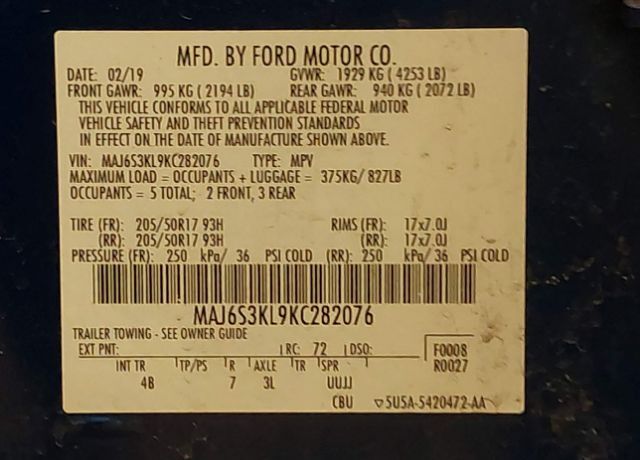 MFD. BY FORD MOTOR CO.
DATE: 02/19 GVWR: 1929 KG ( 4253 LB)
FRONT GAWR: 995 KG ( 2194 LB) REAR GAWR: 940 KG ( 2072 LB)
THIS VEHICLE CONFORMS TO ALL APPLICABLE FEDERAL MOTOR
VEHICLE SAFETY AND THEFT PREVENTION STANDARDS
IN EFFECT ON THE DATE OF MANUFACTURE SHOWN ABOVE.
VIN: MAJ6S3KL9KC282076 TYPE: MPV
MAXIMUM LOAD = OCCUPANTS + LUGGAGE = 375KG/ 827LB
OCCUPANTS = 5 TOTAL; 2 FRONT, 3 REAR
TIRE (FR): 205/50R17 93H RIMS (FR): 17x7.0J
(RR): 205/50R17 93H (RR): 17x7.0J
PRESSURE (FR): 250 kPa/ 36 PSI COLD (RR): 250 kPa/ 36 PSI COLD
MAJ6S3KL9KC282076
TRAILER TOWING - SEE OWNER GUIDE
EXT PNT: RC: 72 DSO: F0008
R0027
INT TR TP/PS R AXLE TR SPR
4B 7 3L UUJJ
CBU ▽5U5A-5420472-AA